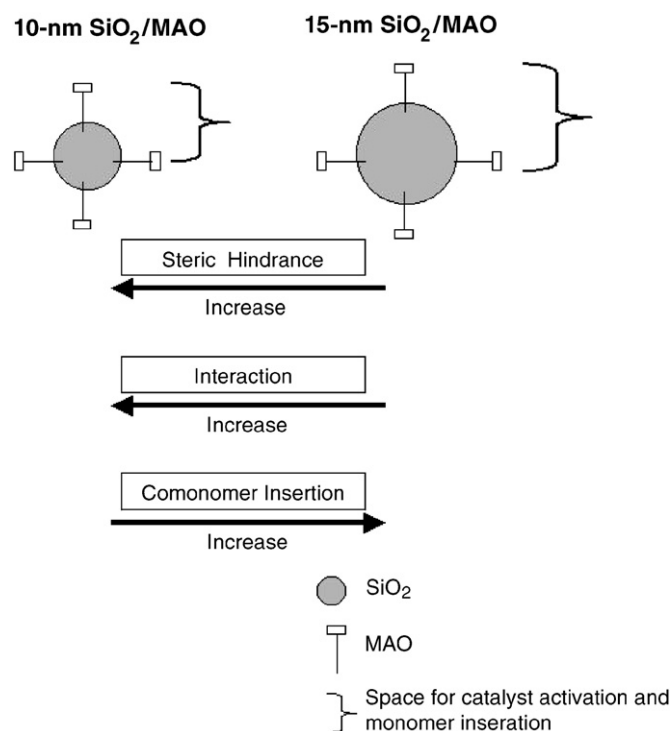 10-nm SiO₂/MAO
15-nm SiO₂/MAO
Steric Hindrance
Increase
Interaction
Increase
Comonomer Insertion
Increase
SiO₂
MAO
Space for catalyst activation and
monomer inseration